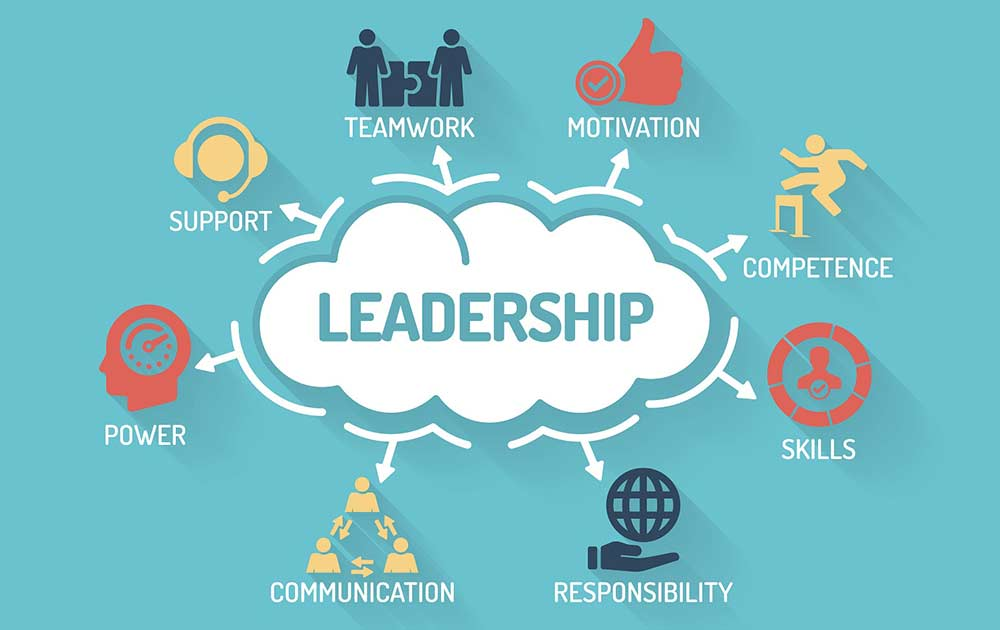 TEAMWORK
MOTIVATION
SUPPORT
COMPETENCE
LEADERSHIP
POWER
SKILLS
COMMUNICATION
RESPONSIBILITY